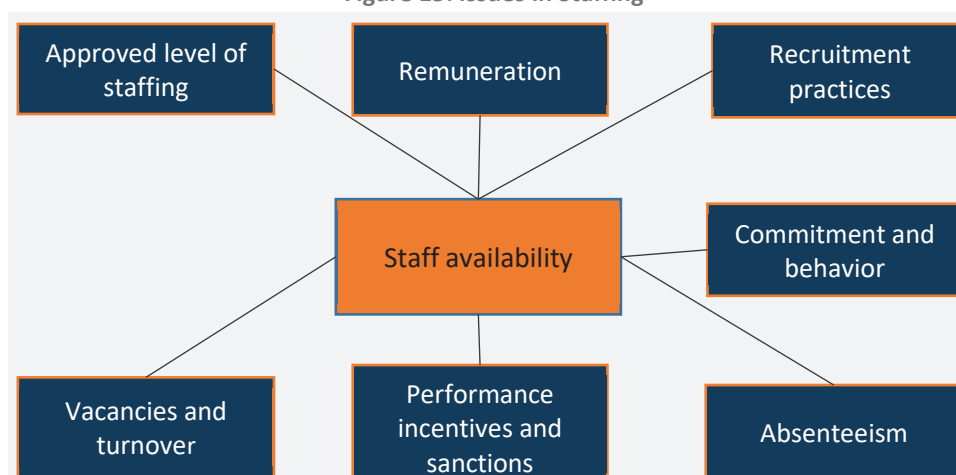 Approved level of
staffing
Remuneration
Recruitment
practices
Staff availability
Commitment and
behavior
Vacancies and
turnover
Performance
incentives and
sanctions
Absenteeism